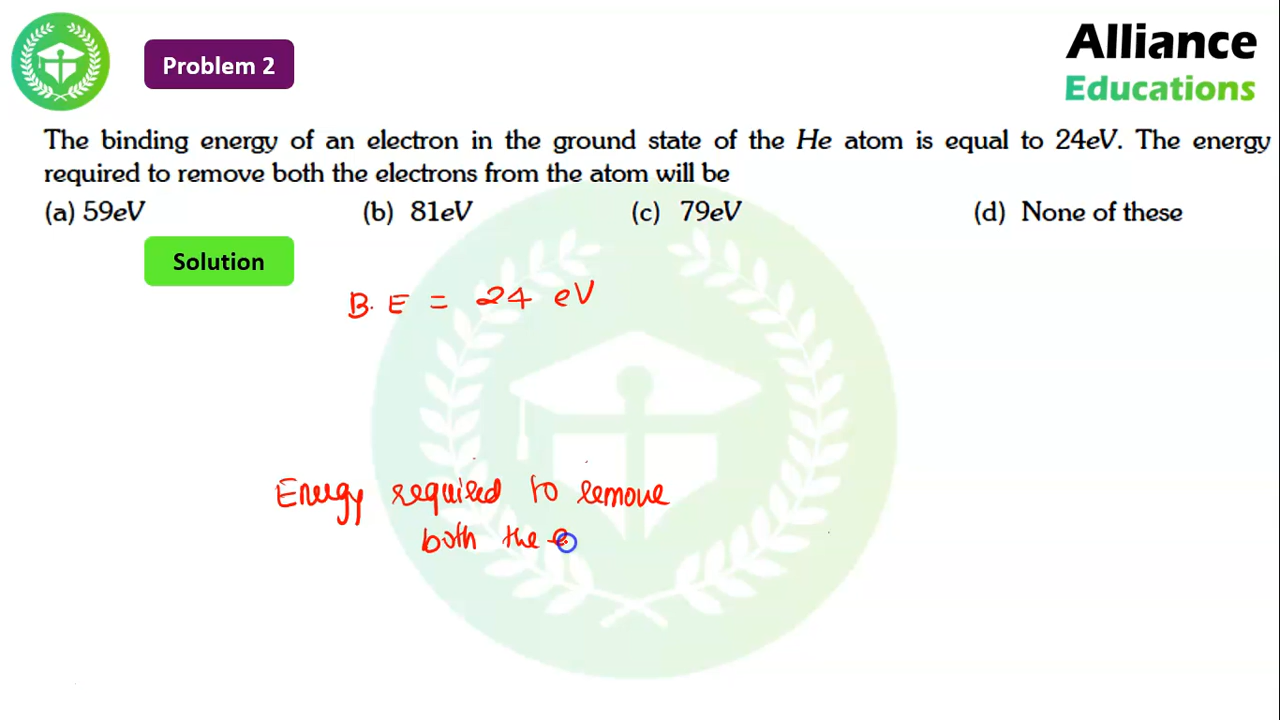 Problem 2
Alliance
Educations
The binding energy of an electron in the ground state of the He atom is equal to 24eV. The energy
required to remove both the electrons from the atom will be
(a) 59eV (b) 81eV (c) 79eV (d) None of these
Solution
B.E = 24 eV
Energy required to remove
both the e